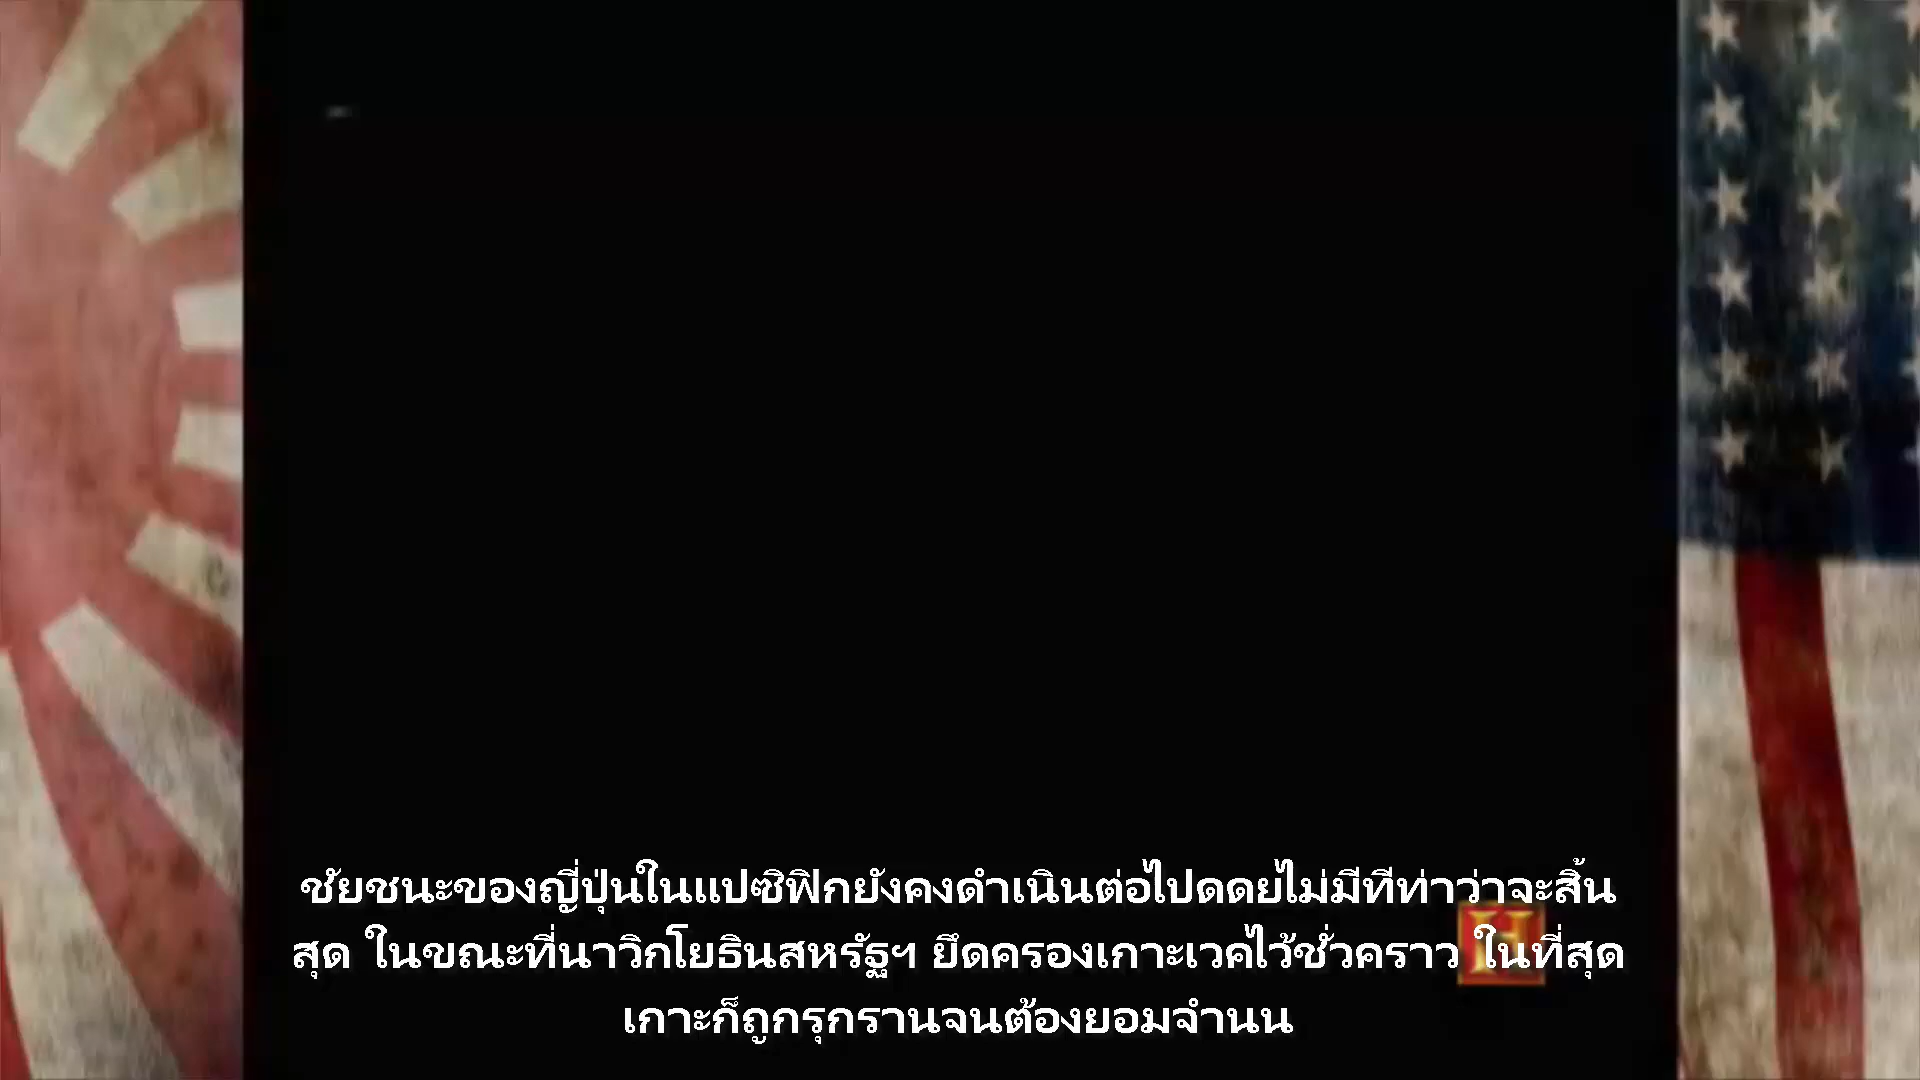 ชัยชนะของญี่ปุ่นในแปซิฟิกยังคงดำเนินต่อไปดดยไม่มีทีท่าว่าจะสิ้น
สุด ในขณะที่นาวิกโยธินสหรัฐฯ ยึดครองเกาะเวคไว้ชั่วคราว ในที่สุด
เกาะก็ถูกรุกรานจนต้องยอมจำนน
H